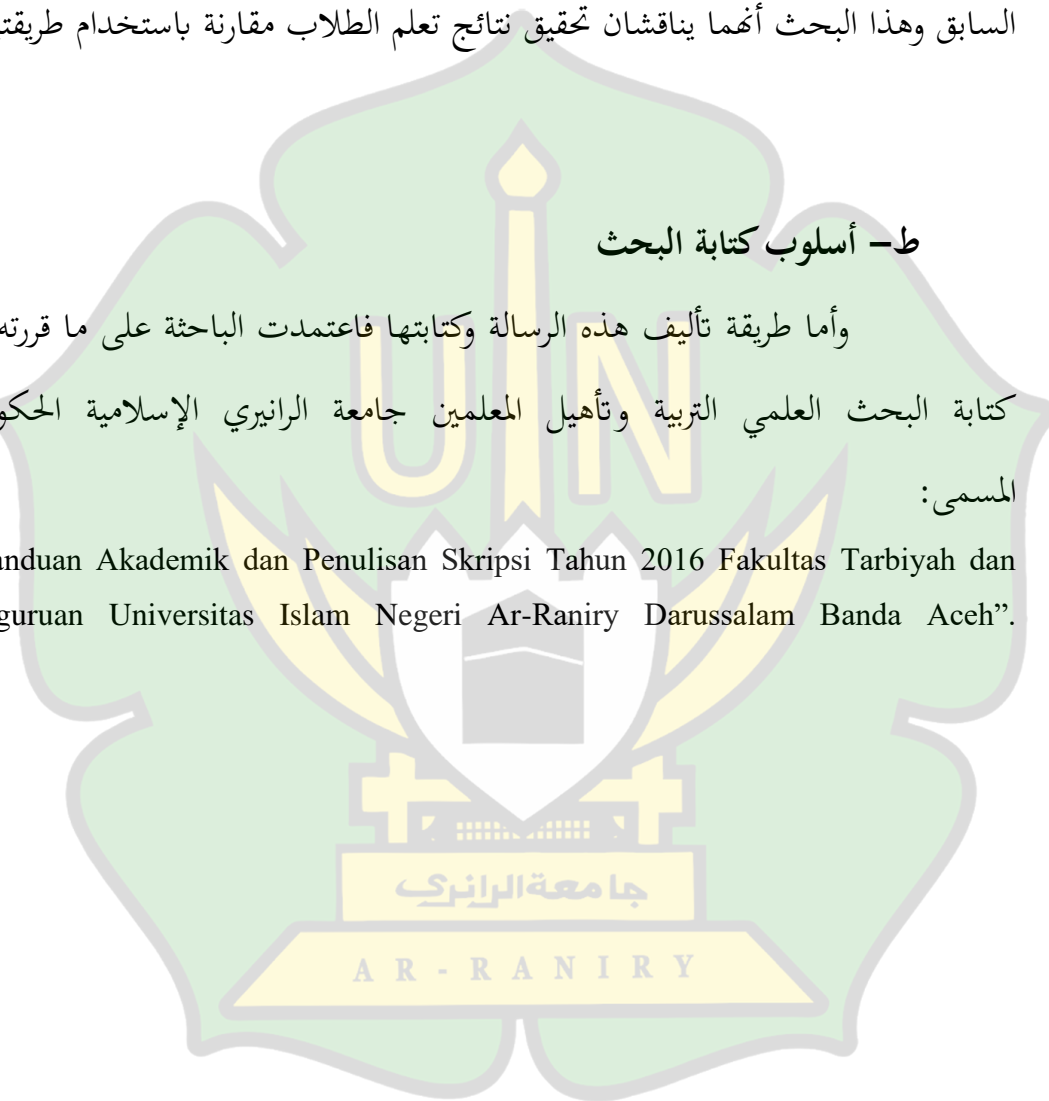 السابق وهذا البحث أنهما يناقشان تحقيق نتائج تعلم الطلاب مقارنة باستخدام
ط– أسلوب كتابة البحث
وأما طريقة تأليف هذه الرسالة وكتابتها فاعتمدت الباحثة على ما قررته
كتابة البحث العلمي التربية وتأهيل المعلمين جامعة الرانيري الإسلامية
المسمى:
anduan Akademik dan Penulisan Skripsi Tahun 2016 Fakultas Tarbiyah dan
guruan Universitas Islam Negeri Ar-Raniry Darussalam Banda Aceh”.
UIN
جامعة الرانري
AR-RANIRY